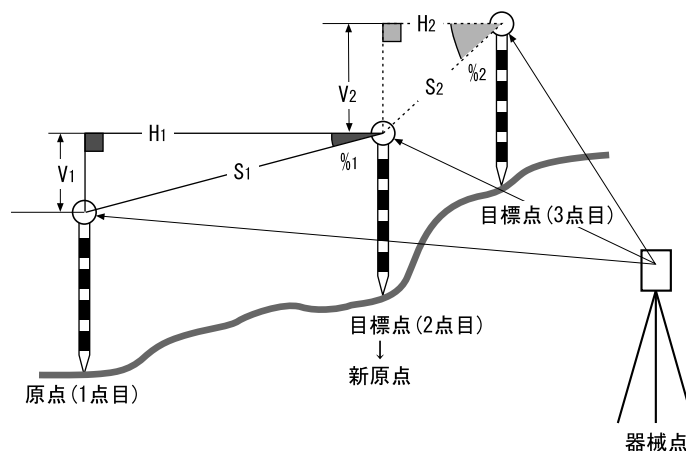 H2
%2
V2
S2
H1
%1
V1
S1
目標点(3点目)
目標点(2点目)
↓
新原点
原点(1点目)
器械点